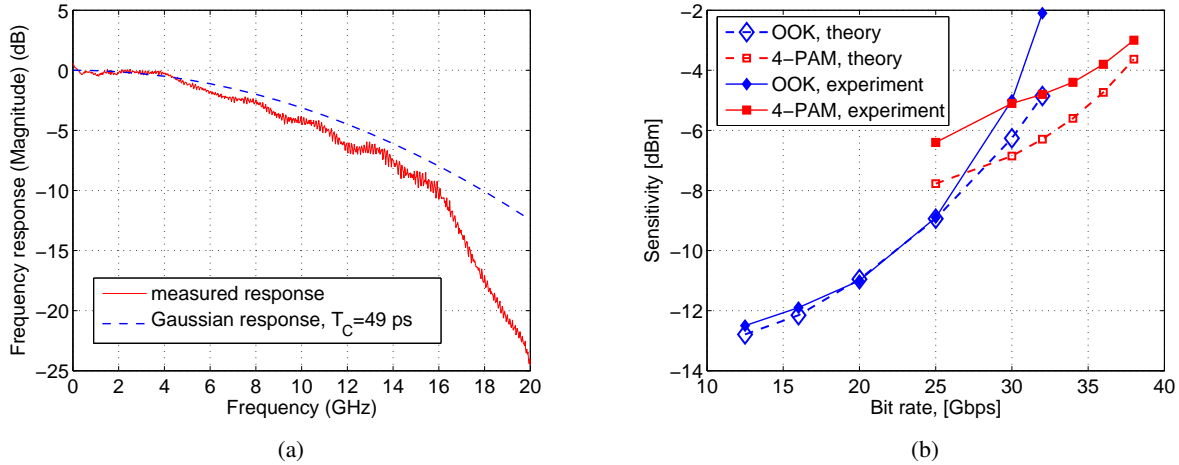 Frequency response (Magnitude) (dB)
5
0
−5
−10
−15
−20
−25
measured response
Gaussian response, T_C=49 ps
0 2 4 6 8 10 12 14 16 18 20
Frequency (GHz)
(a)
Sensitivity [dBm]
−2
−4
−6
−8
−10
−12
−14
OOK, theory
4−PAM, theory
OOK, experiment
4−PAM, experiment
10 15 20 25 30 35 40
Bit rate, [Gbps]
(b)